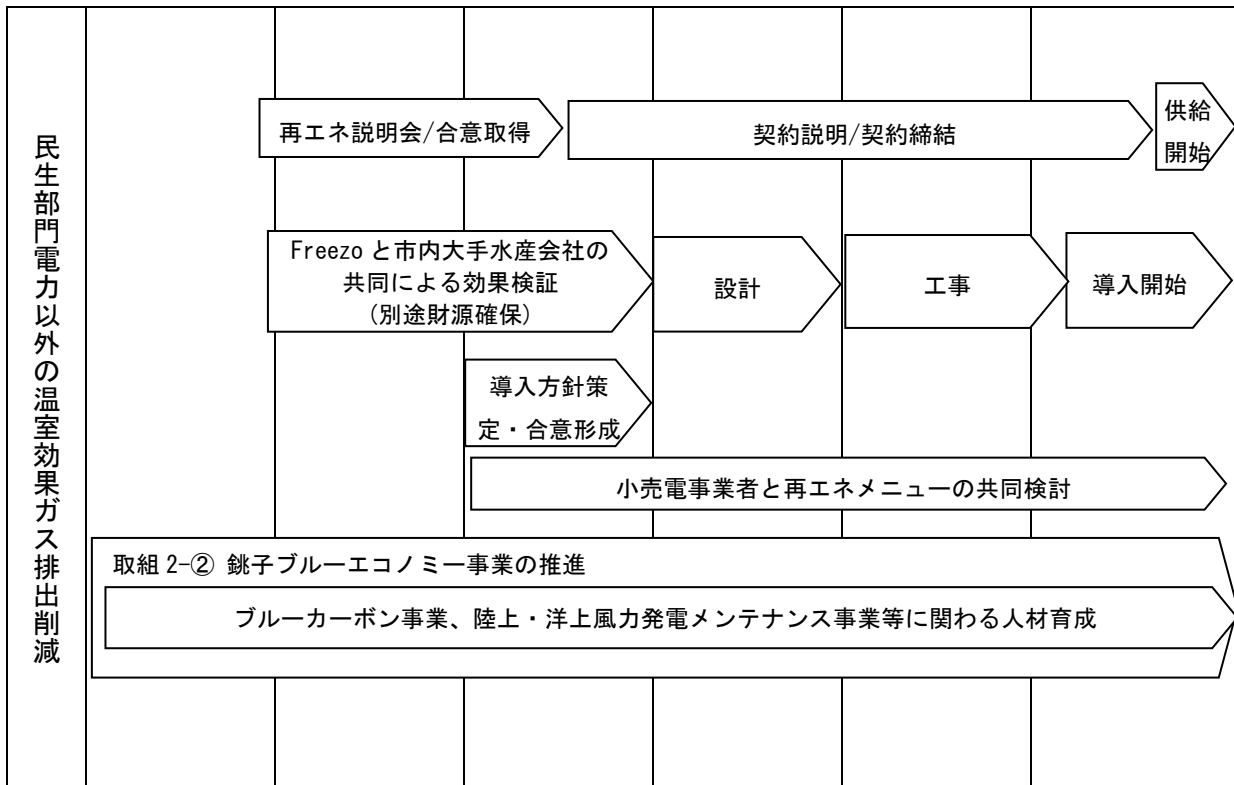 民生部門電力以外の温室効果ガス排出削減
再エネ説明会/合意取得
契約説明/契約締結
供給
開始
Freezoと市内大手水産会社の
共同による効果検証
(別途財源確保)
設計
工事
導入開始
導入方針策
定・合意形成
小売電事業者と再エネメニューの共同検討
取組 2-② 銚子ブルーエコノミー事業の推進
ブルーカーボン事業、陸上・洋上風力発電メンテナンス事業等に関わる人材育成